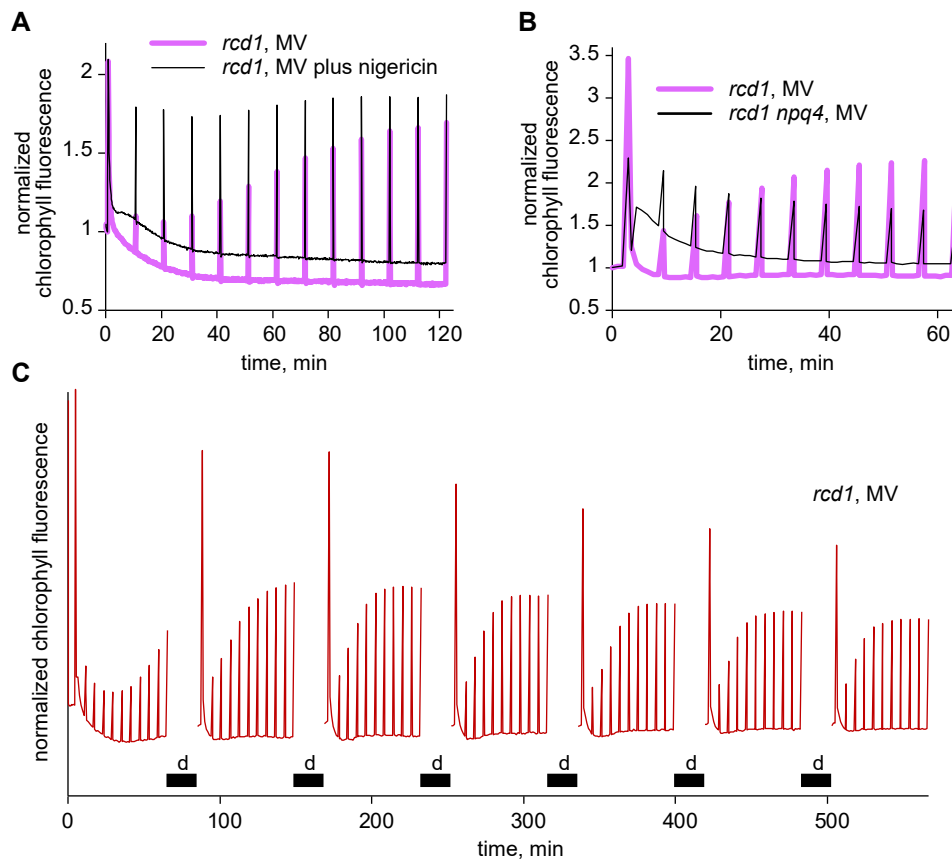 A
rcd1, MV
rcd1, MV plus nigericin
normalized
chlorophyll fluorescence
2
1.5
1
0.5
0 20 40 60 80 100 120
time, min
B
rcd1, MV
rcd1 npq4, MV
normalized
chlorophyll fluorescence
3.5
3
2.5
2
1.5
1
0.5
0 20 40 60
time, min
C
normalized chlorophyll fluorescence
rcd1, MV
d d d d d d
0 100 200 300 400 500
time, min